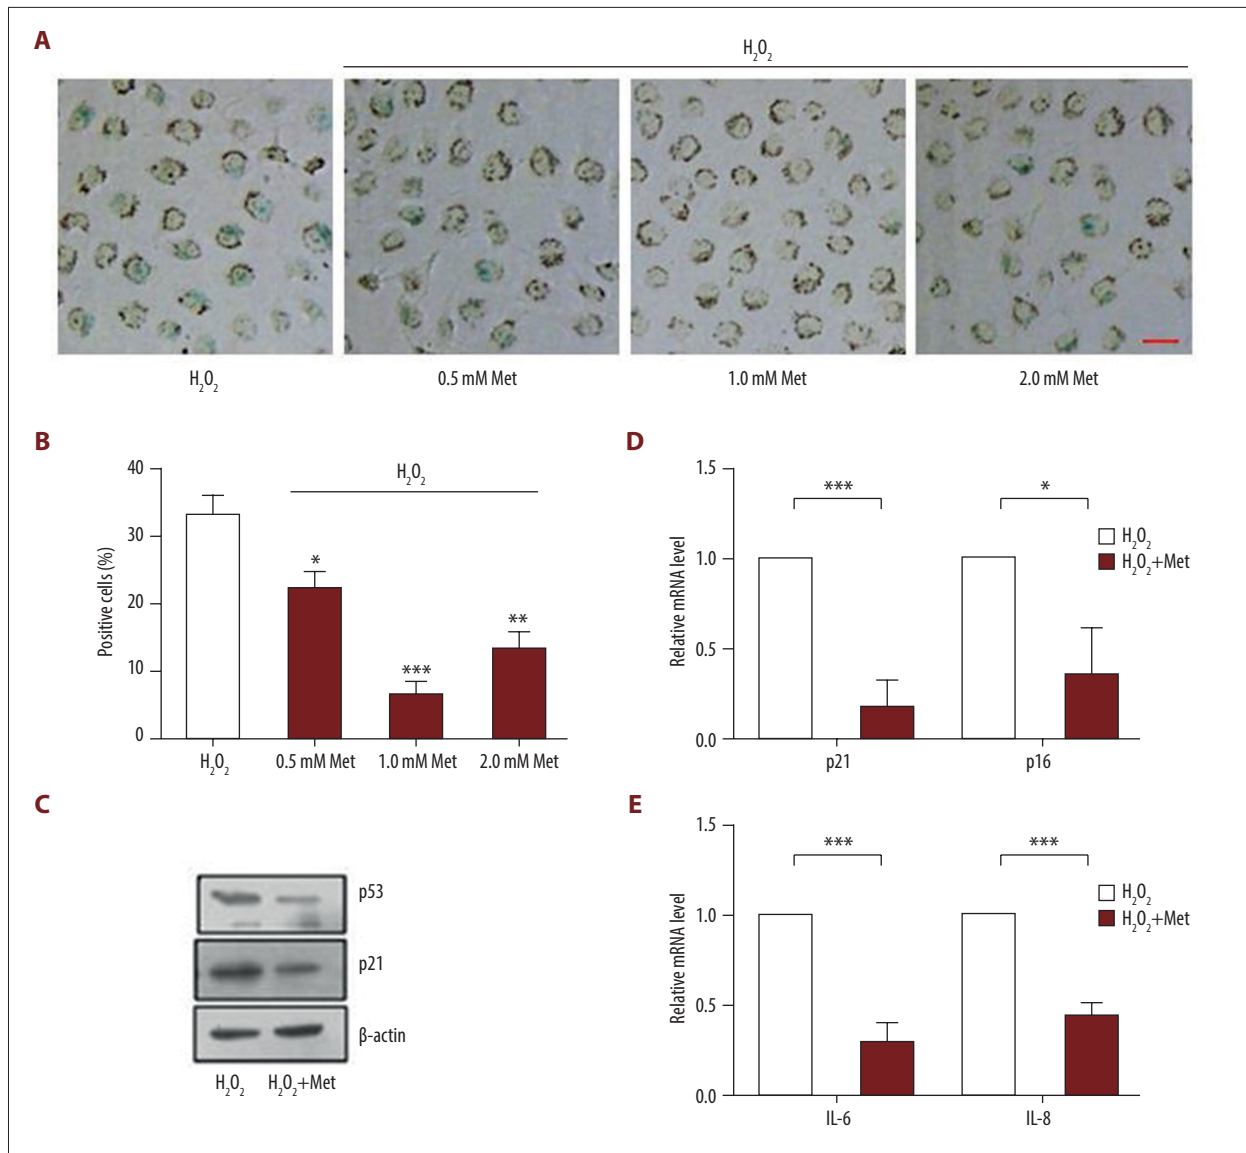 A
H₂O₂
H₂O₂
0.5 mM Met
1.0 mM Met
2.0 mM Met
B
40
30
20
10
0
Positive cells (%)
H₂O₂
*
***
**
H₂O₂
0.5 mM Met
1.0 mM Met
2.0 mM Met
C
p53
p21
β-actin
H₂O₂
H₂O₂+Met
D
1.5
1.0
0.5
0.0
Relative mRNA level
***
*
H₂O₂
H₂O₂+Met
p21
p16
E
1.5
1.0
0.5
0.0
Relative mRNA level
***
***
H₂O₂
H₂O₂+Met
IL-6
IL-8